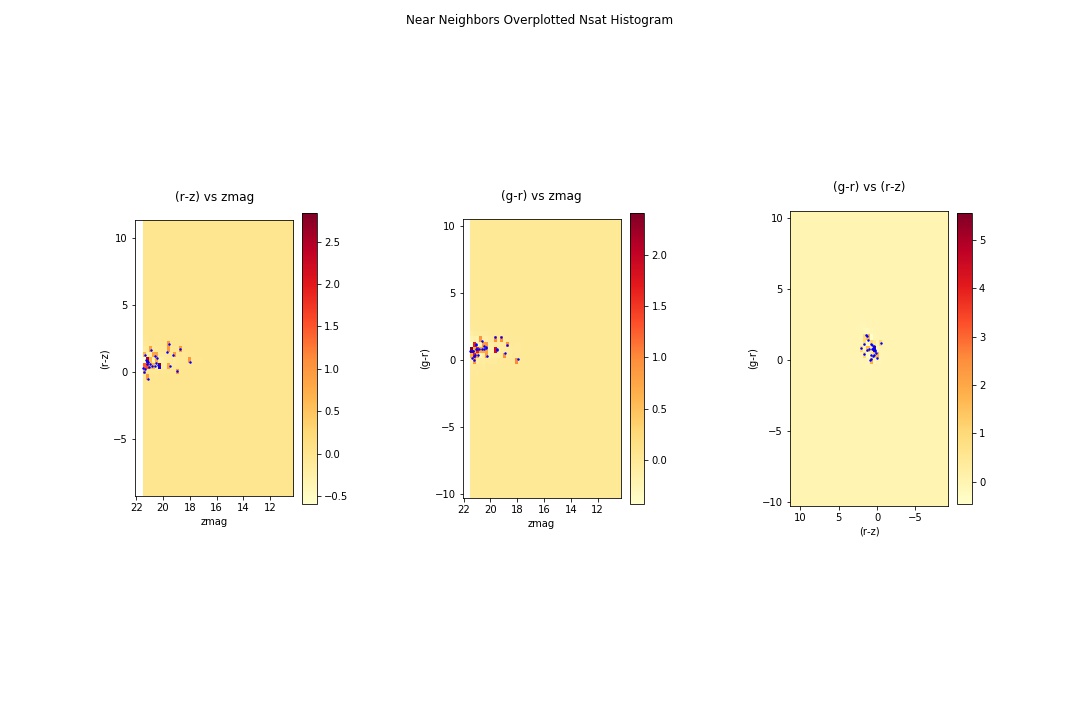 Near Neighbors Overplotted Nsat Histogram
(r-z) vs zmag
10
5
0
−5
(r-z)
22 20 18 16 14 12
zmag
2.5
2.0
1.5
1.0
0.5
0.0
−0.5
(g-r) vs zmag
10
5
0
−5
−10
(g-r)
22 20 18 16 14 12
zmag
2.0
1.5
1.0
0.5
0.0
(g-r) vs (r-z)
10
5
0
−5
−10
(g-r)
10 5 0 −5
(r-z)
5
4
3
2
1
0